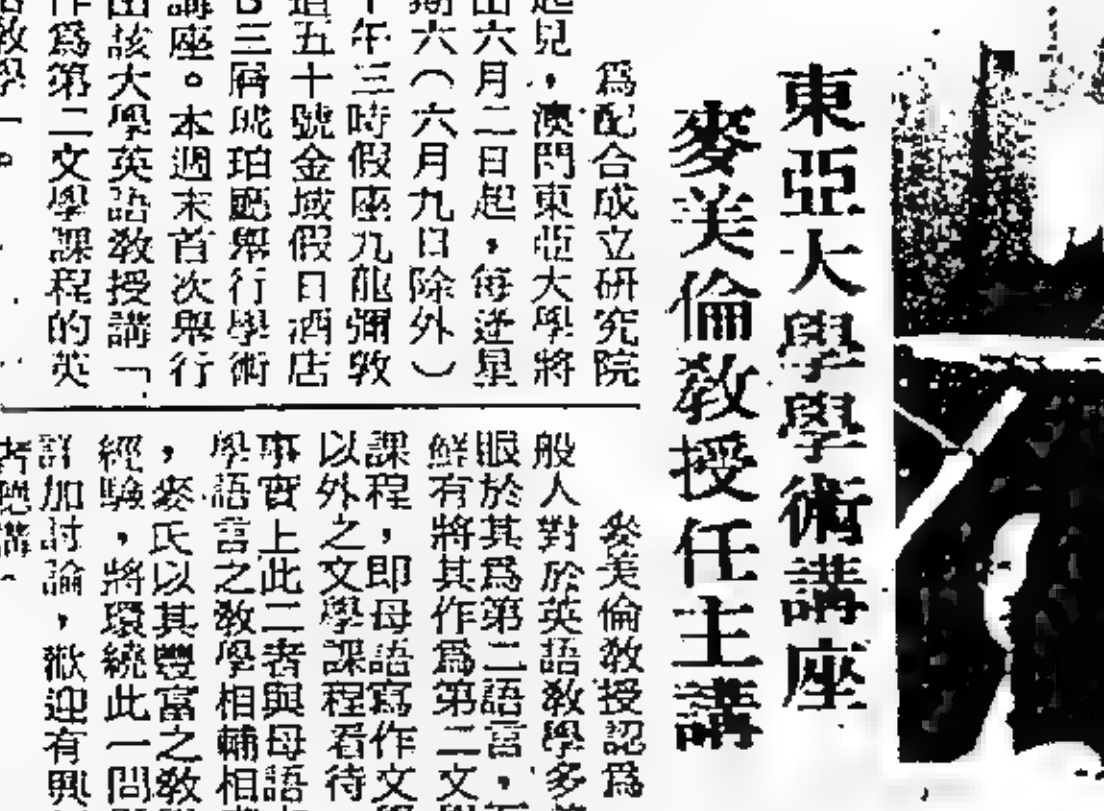 東亞大學學術講座
麥美倫教授任主講
爲配合成立研究院
起見，澳門東亞大學將
由六月二日起，每逢星
期六（六月九日除外）
下午三時假座九龍彌敦
道五十號金域假日酒店
B三層琥珀廳舉行學術
講座。本週末首次舉行
由該大學英語教授講「
作爲第二文學課程的英
語教學」。
麥美倫教授認爲
般人對於英語教學多
眼於其爲第二語言，
鮮有將其作爲第二文
課程，即母語寫作文
以外之文學課程看待
事實上此二者與母語
學語言之教學相輔相
，麥氏以其豐富之教
經驗，將環繞此一問
詳加討論，歡迎有興
者聽講